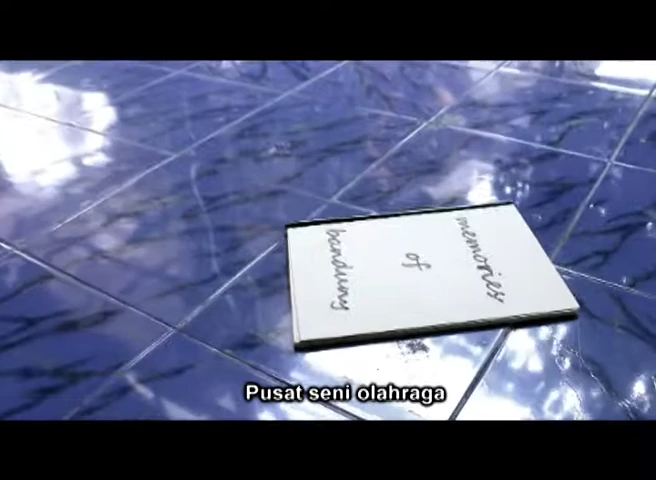 memories
of
bandung
Pusat seni olahraga